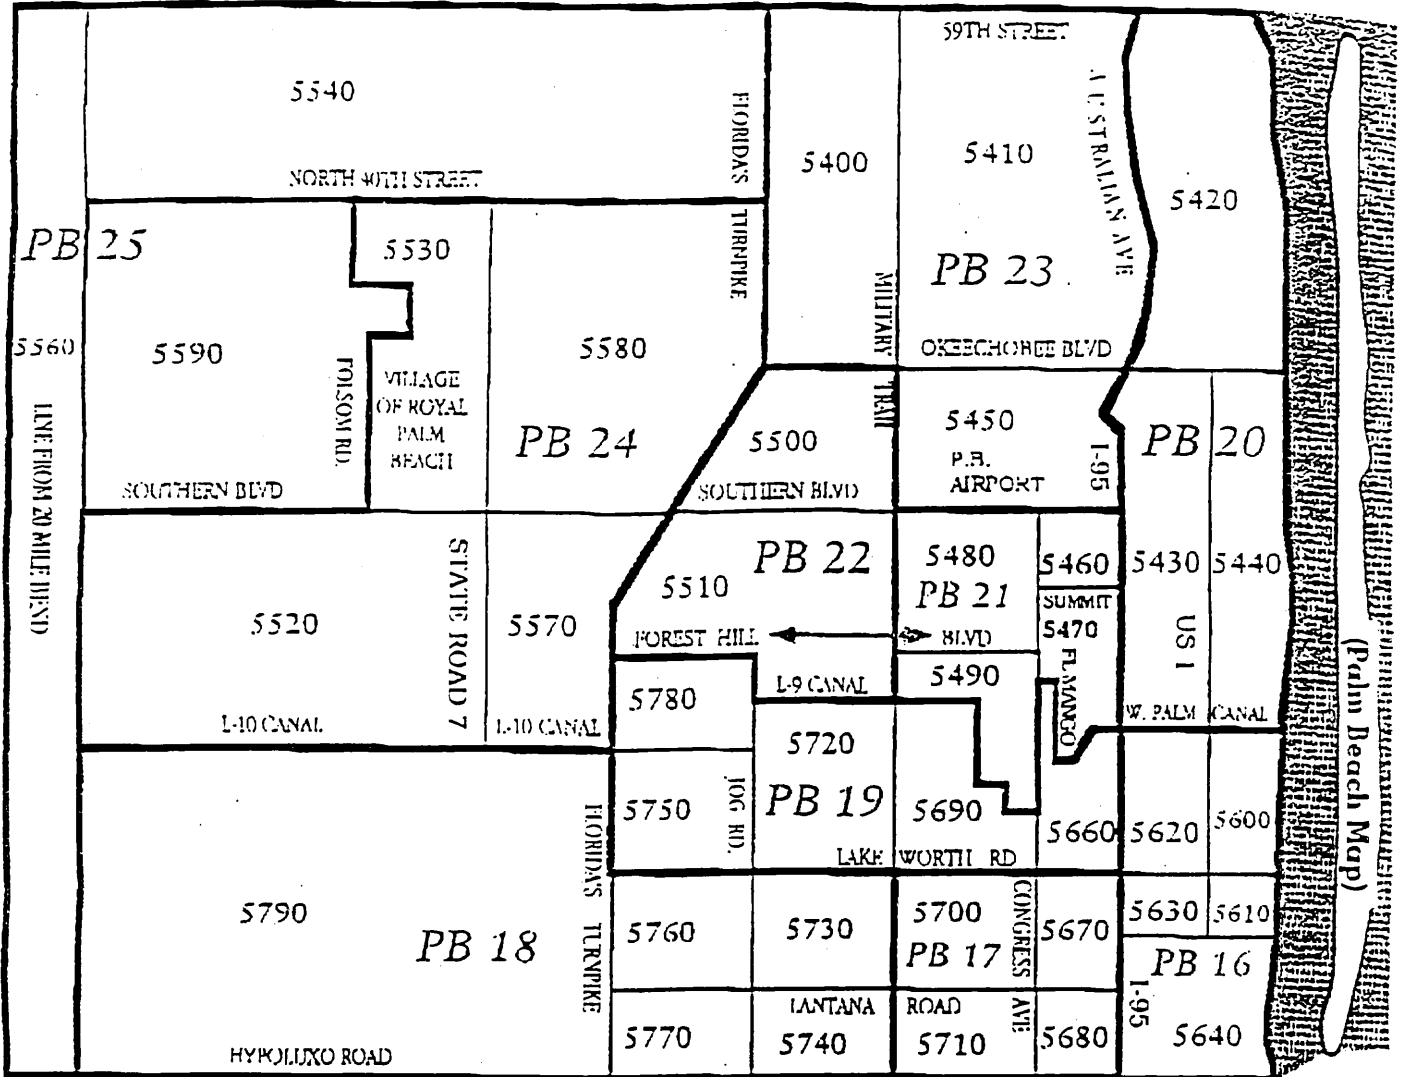 59TH STREET
5540
FLORIDA'S
AUSTRALIAN AVE
5400
5410
NORTH 40TH STREET
5420
PB 25
5530
TURNPIKE
PB 23
MILITARY
5560
5590
5580
OKEECHOBEE BLVD
FOLSOM RD.
VILLAGE
OF ROYAL
PALM
BEACH
TRAIL
LINE FROM 20 MILE BEND
PB 24
5500
5450
P.B.
AIRPORT
I-95
PB 20
SOUTHERN BLVD
SOUTHERN BLVD
STATE ROAD 7
PB 22
5480
5460
5430
5440
5510
PB 21
SUMMIT
5520
5570
5470
US 1
FOREST HILL
BLVD
FL.MANGO
(Palm Beach Map)
5780
L-9 CANAL
5490
L-10 CANAL
L-10 CANAL
W. PALM CANAL
5720
5750
JOG RD.
PB 19
5690
5660
5620
5600
FLORIDA'S TURNPIKE
LAKE WORTH RD
5790
5760
5730
5700
CONGRESS AVE
5670
5630
5610
PB 18
PB 17
PB 16
LANTANA ROAD
I-95
5770
5740
5710
5680
5640
HYPOLUXO ROAD